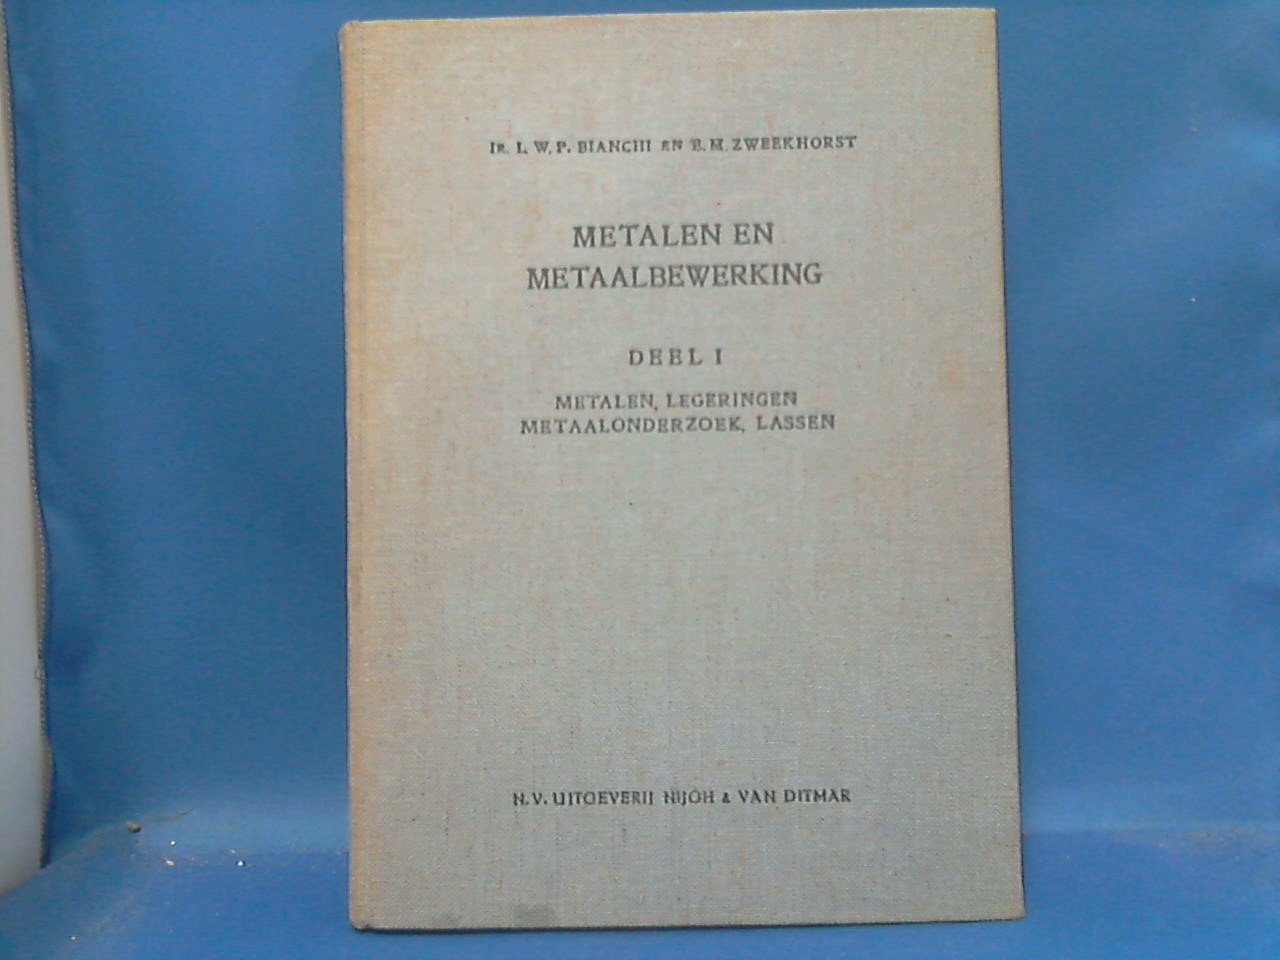 IR. L. W. P. BIANCHI EN E. M. ZWEEKHORST
METALEN EN
METAALBEWERKING
DEEL I
METALEN, LEGERINGEN
METAALONDERZOEK, LASSEN
N.V. UITGEVERIJ NIJGH & VAN DITMAR